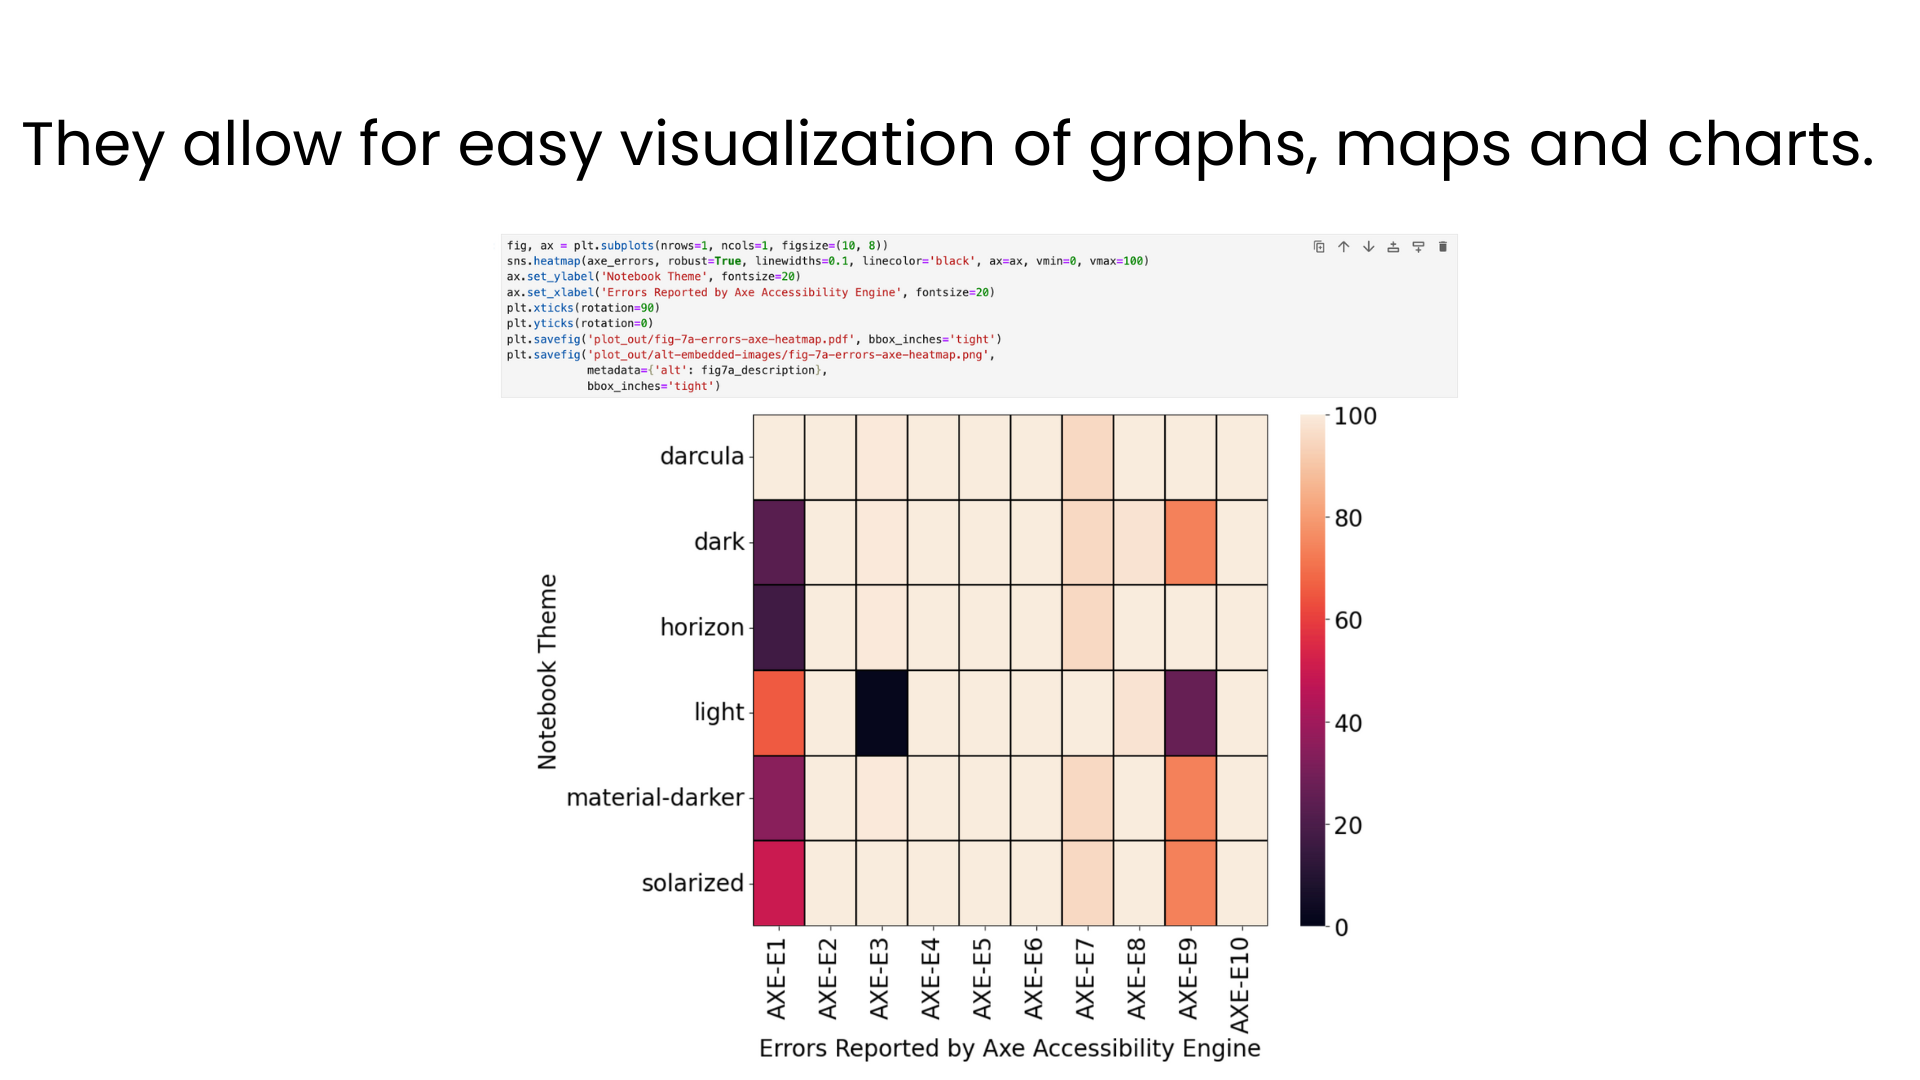 They allow for easy visualization of graphs, maps and charts.
fig, ax = plt.subplots(nrows=1, ncols=1, figsize=(10, 8))
sns.heatmap(axe_errors, robust=True, linewidths=0.1, linecolor='black', ax=ax, vmin=0, vmax=100)
ax.set_ylabel('Notebook Theme', fontsize=20)
ax.set_xlabel('Errors Reported by Axe Accessibility Engine', fontsize=20)
plt.xticks(rotation=90)
plt.yticks(rotation=0)
plt.savefig('plot_out/fig-7a-errors-axe-heatmap.pdf', bbox_inches='tight')
plt.savefig('plot_out/alt-embedded-images/fig-7a-errors-axe-heatmap.png',
metadata={'alt': fig7a_description},
bbox_inches='tight')
Notebook Theme
darcula
dark
horizon
light
material-darker
solarized
100
80
60
40
20
0
AXE-E1
AXE-E2
AXE-E3
AXE-E4
AXE-E5
AXE-E6
AXE-E7
AXE-E8
AXE-E9
AXE-E10
Errors Reported by Axe Accessibility Engine